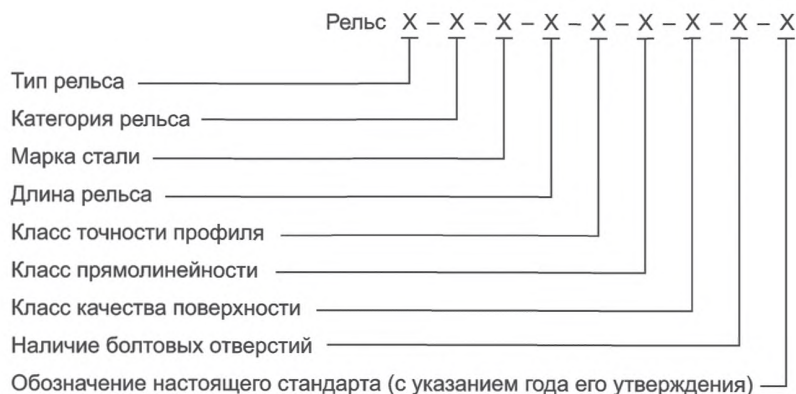 Рельс X – X – X – X – X – X – X – X – X
Тип рельса
Категория рельса
Марка стали
Длина рельса
Класс точности профиля
Класс прямолинейности
Класс качества поверхности
Наличие болтовых отверстий
Обозначение настоящего стандарта (с указанием года его утверждения)